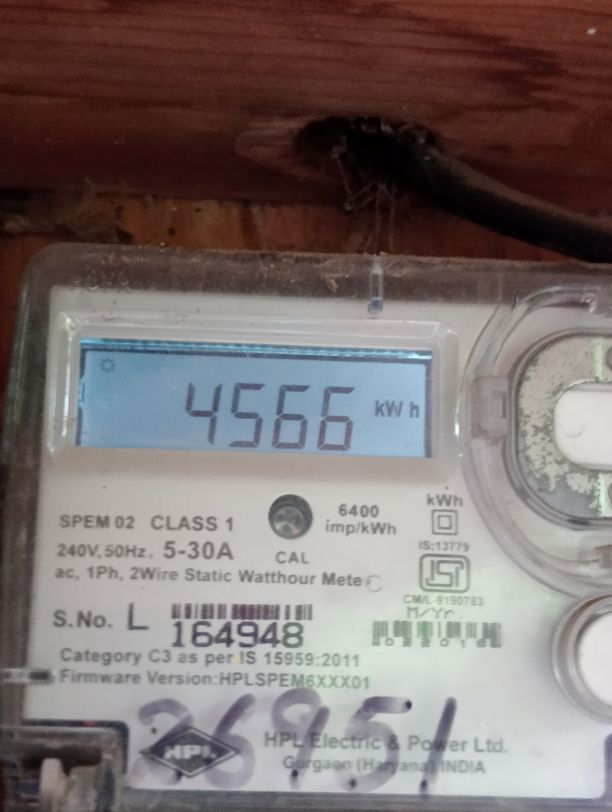 4566 kWh
SPEM 02 CLASS 1
6400
imp/kWh
kWh
240V, 50Hz, 5-30A
CAL
IS:13779
ac, 1Ph, 2Wire Static Watthour Mete
ISI
CM/L-9190783
M/Yr.
S.No. L 164948
Category C3 as per IS 15959:2011
Firmware Version:HPLSPEM6XXX01
26951
HPL
HPL Electric & Power Ltd.
Gurgaon (Haryana) INDIA